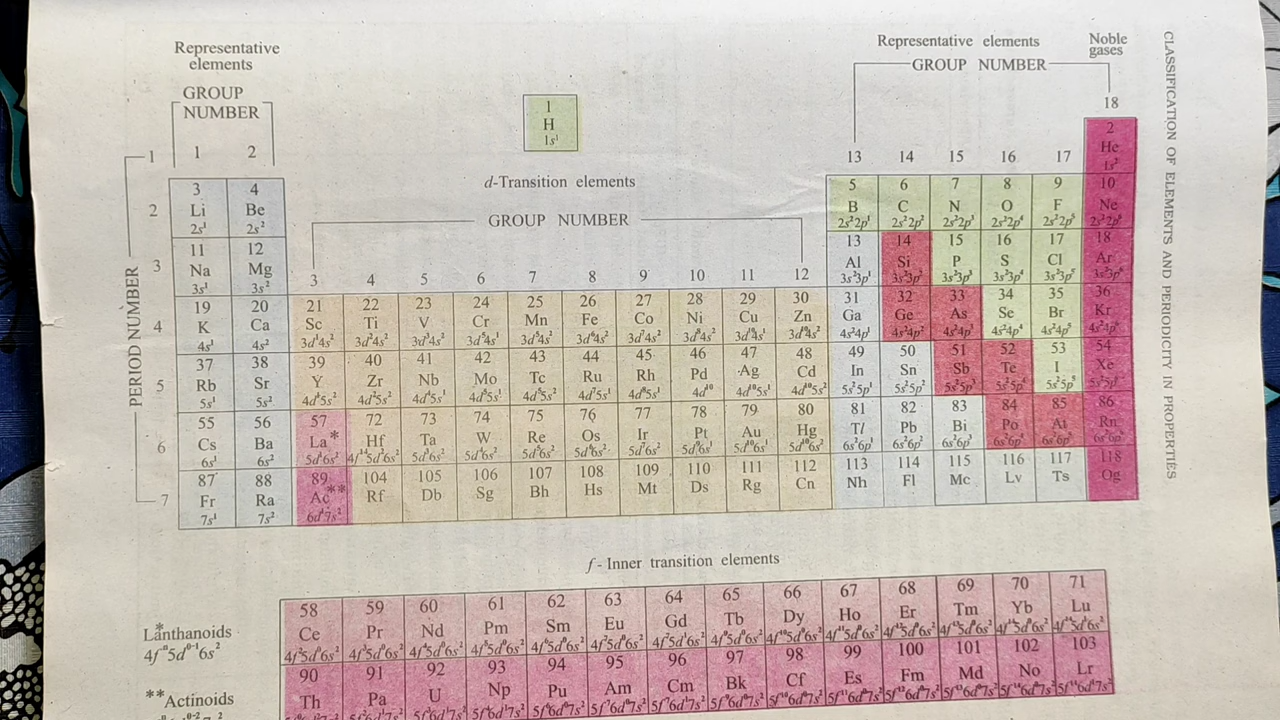 Representative elements
GROUP NUMBER
1 2
Representative elements
GROUP NUMBER
Noble gases
18
13 14 15 16 17
CLASSIFICATION OF ELEMENTS AND PERIODICITY IN PROPERTIES
1
H
1s¹
2
He
1s²
d-Transition elements
GROUP NUMBER
3 4 5 6 7 8 9 10 11 12
PERIOD NUMBER
1
2
3
4
5
6
7
3 4 5 6 7 8 9 10
Li Be B C N O F Ne
2s¹ 2s² 2s²2p¹ 2s²2p² 2s²2p³ 2s²2p⁴ 2s²2p⁵ 2s²2p⁶
11 12 13 14 15 16 17 18
Na Mg Al Si P S Cl Ar
3s¹ 3s² 3s²3p¹ 3s²3p² 3s²3p³ 3s²3p⁴ 3s²3p⁵ 3s²3p⁶
19 20 21 22 23 24 25 26 27 28 29 30 31 32 33 34 35 36
K Ca Sc Ti V Cr Mn Fe Co Ni Cu Zn Ga Ge As Se Br Kr
4s¹ 4s² 3d¹4s² 3d²4s² 3d³4s² 3d⁵4s¹ 3d⁵4s² 3d⁶4s² 3d⁷4s² 3d⁸4s² 3d¹⁰4s¹ 3d¹⁰4s² 4s²4p¹ 4s²4p² 4s²4p³ 4s²4p⁴ 4s²4p⁵ 4s²4p⁶
37 38 39 40 41 42 43 44 45 46 47 48 49 50 51 52 53 54
Rb Sr Y Zr Nb Mo Tc Ru Rh Pd Ag Cd In Sn Sb Te I Xe
5s¹ 5s² 4d¹5s² 4d²5s² 4d⁴5s¹ 4d⁵5s¹ 4d⁵5s² 4d⁷5s¹ 4d⁸5s¹ 4d¹⁰ 4d¹⁰5s¹ 4d¹⁰5s² 5s²5p¹ 5s²5p² 5s²5p³ 5s²5p⁴ 5s²5p⁵ 5s²5p⁶
55 56 57 72 73 74 75 76 77 78 79 80 81 82 83 84 85 86
Cs Ba La* Hf Ta W Re Os Ir Pt Au Hg Tl Pb Bi Po At Rn
6s¹ 6s² 5d¹6s² 4f¹⁴5d²6s² 5d³6s² 5d⁴6s² 5d⁵6s² 5d⁶6s² 5d⁷6s² 5d⁹6s¹ 5d¹⁰6s¹ 5d¹⁰6s² 6s²6p¹ 6s²6p² 6s²6p³ 6s²6p⁴ 6s²6p⁵ 6s²6p⁶
87 88 89 104 105 106 107 108 109 110 111 112 113 114 115 116 117 118
Fr Ra Ac** Rf Db Sg Bh Hs Mt Ds Rg Cn Nh Fl Mc Lv Ts Og
7s¹ 7s² 6d¹7s²
f - Inner transition elements
* Lanthanoids
4fⁿ5d⁰⁻¹6s²
58 59 60 61 62 63 64 65 66 67 68 69 70 71
Ce Pr Nd Pm Sm Eu Gd Tb Dy Ho Er Tm Yb Lu
4f²5d⁰6s² 4f³5d⁰6s² 4f⁴5d⁰6s² 4f⁵5d⁰6s² 4f⁶5d⁰6s² 4f⁷5d⁰6s² 4f⁷5d¹6s² 4f⁹5d⁰6s² 4f¹⁰5d⁰6s² 4f¹¹5d⁰6s² 4f¹²5d⁰6s² 4f¹³5d⁰6s² 4f¹⁴5d⁰6s² 4f¹⁴5d¹6s²
**Actinoids
90 91 92 93 94 95 96 97 98 99 100 101 102 103
Th Pa U Np Pu Am Cm Bk Cf Es Fm Md No Lr